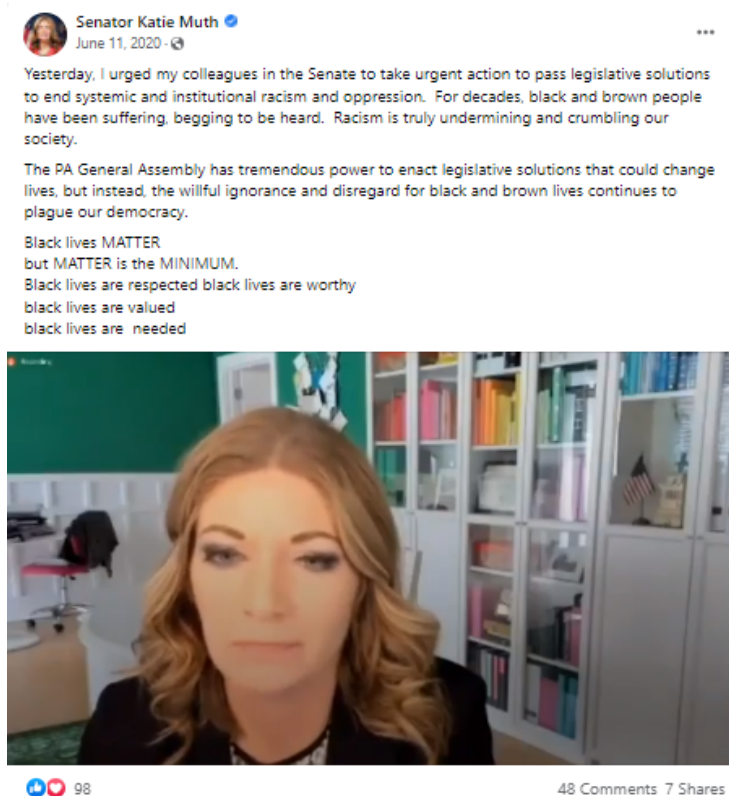 Senator Katie Muth
June 11, 2020 ·
Yesterday, I urged my colleagues in the Senate to take urgent action to pass legislative solutions
to end systemic and institutional racism and oppression.  For decades, black and brown people
have been suffering, begging to be heard.  Racism is truly undermining and crumbling our
society.
The PA General Assembly has tremendous power to enact legislative solutions that could change
lives, but instead, the willful ignorance and disregard for black and brown lives continues to
plague our democracy.
Black lives MATTER
but MATTER is the MINIMUM.
Black lives are respected black lives are worthy
black lives are valued
black lives are  needed
Recording
98
48 Comments 7 Shares